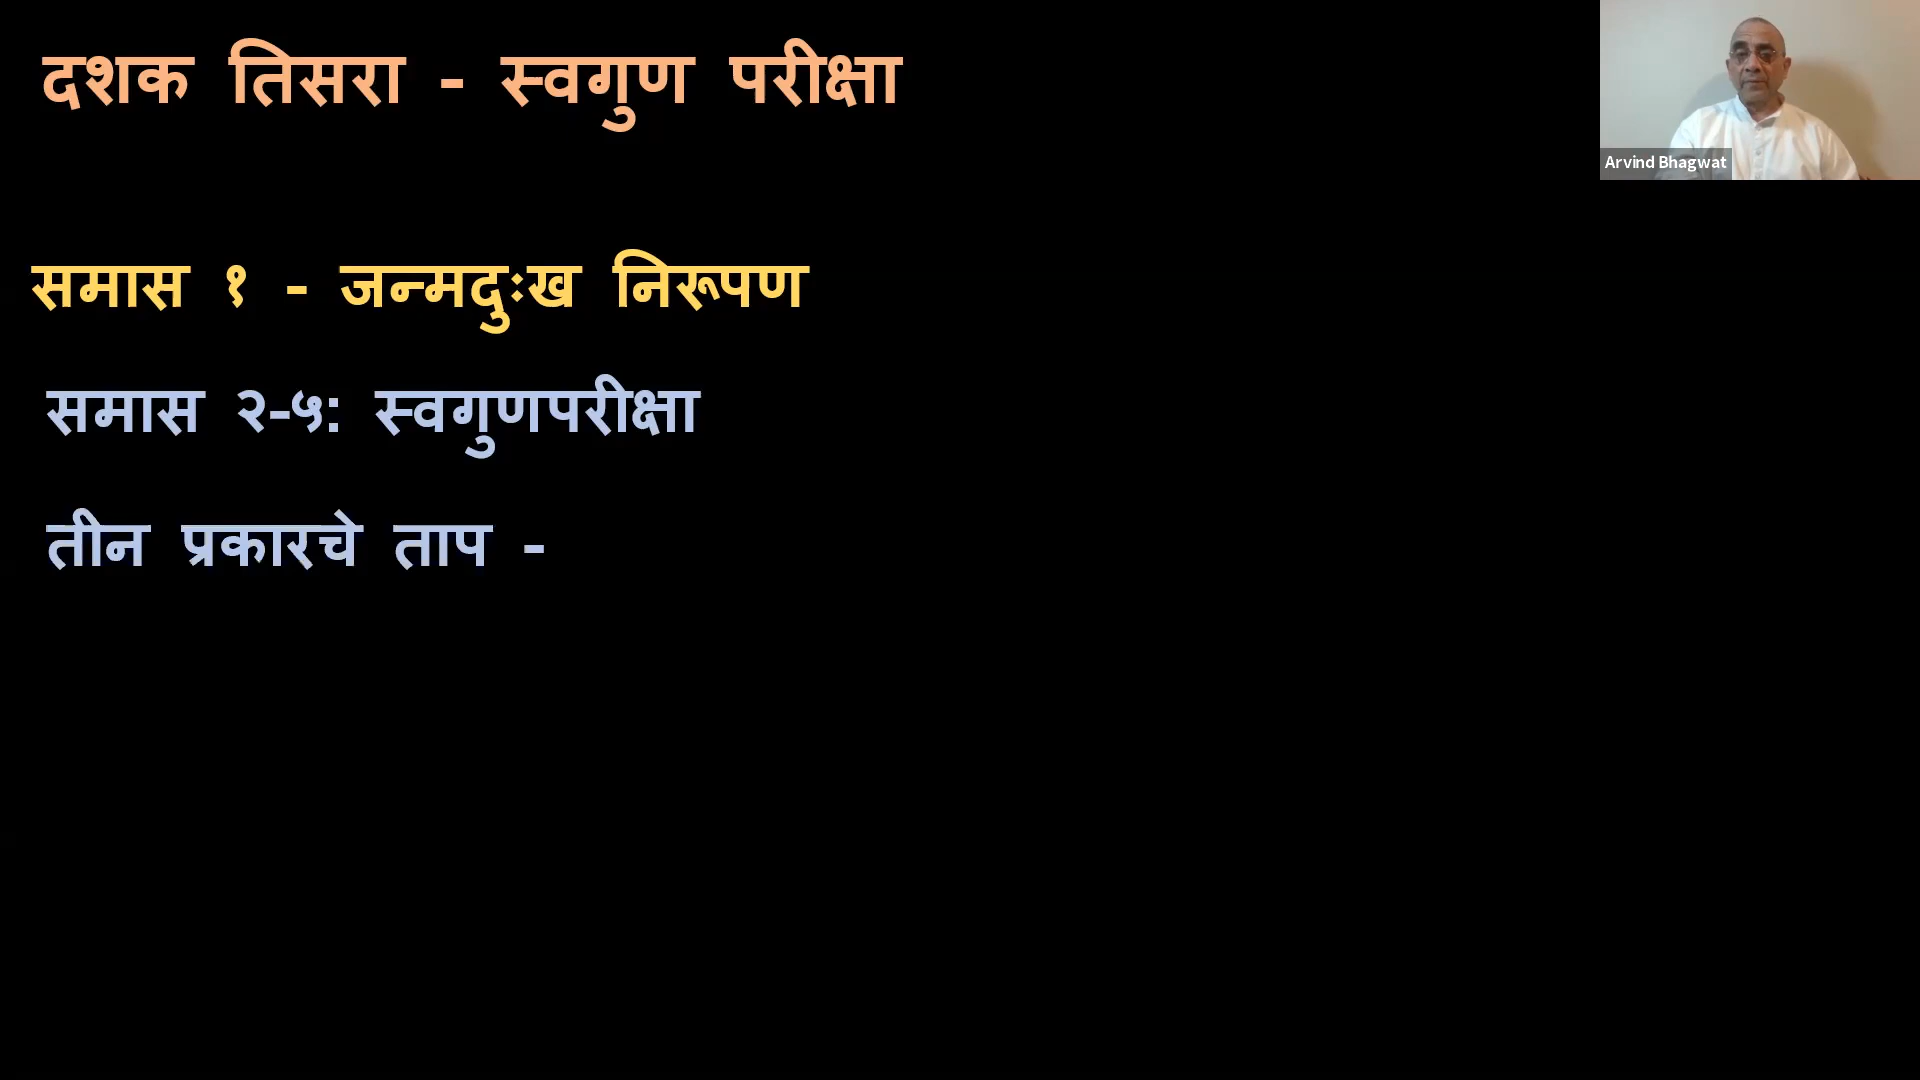 दशक तिसरा - स्वगुण परीक्षा
Arvind Bhagwat
समास १ - जन्मदुःख निरूपण
समास २-५: स्वगुणपरीक्षा
तीन प्रकारचे ताप -